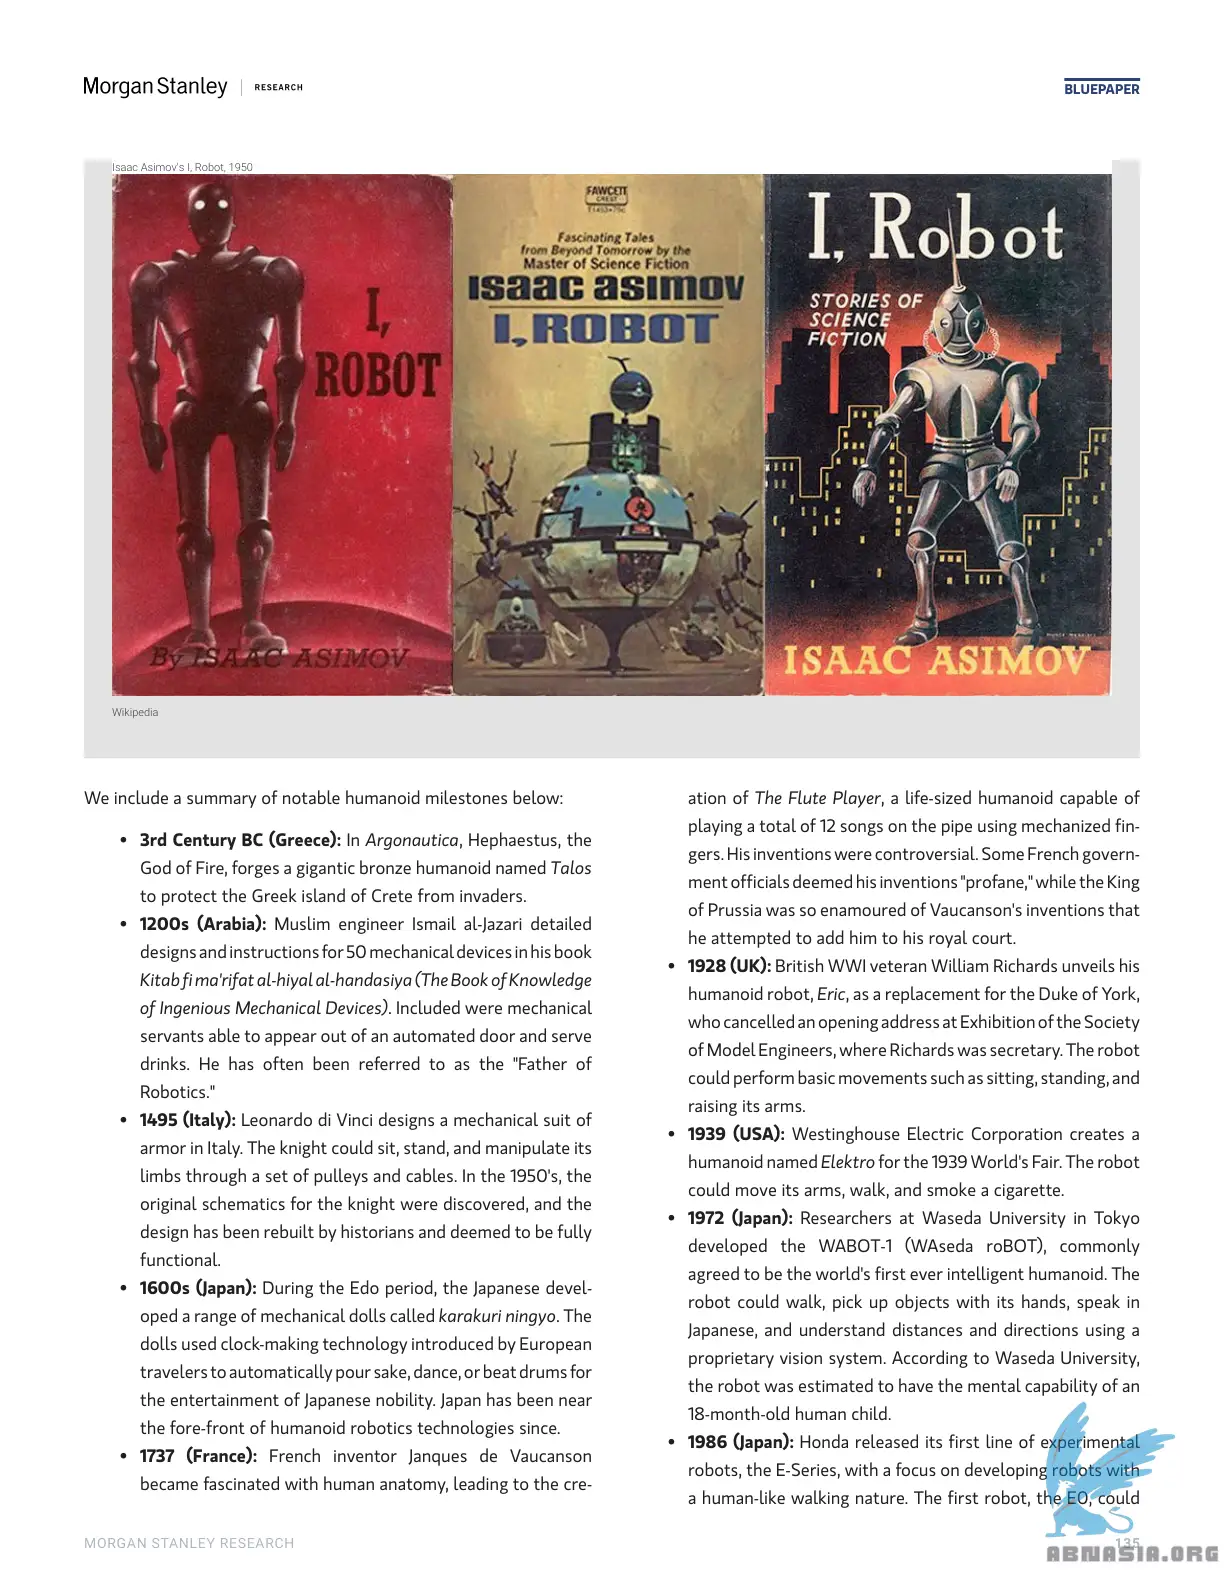 Morgan Stanley | RESEARCH
BLUEPAPER
Isaac Asimov's I, Robot, 1950
I,
ROBOT
By ISAAC ASIMOV
FAWCETT
CREST
Fascinating Tales
from Beyond Tomorrow by the
Master of Science Fiction
ISAAC ASIMOV
I, ROBOT
I, Robot
STORIES OF
SCIENCE
FICTION
ISAAC ASIMOV
Wikipedia
We include a summary of notable humanoid milestones below:
• 3rd Century BC (Greece): In Argonautica, Hephaestus, the
God of Fire, forges a gigantic bronze humanoid named Talos
to protect the Greek island of Crete from invaders.
• 1200s (Arabia): Muslim engineer Ismail al-Jazari detailed
designs and instructions for 50 mechanical devices in his book
Kitab fi ma'rifat al-hiyal al-handasiya (The Book of Knowledge
of Ingenious Mechanical Devices). Included were mechanical
servants able to appear out of an automated door and serve
drinks. He has often been referred to as the "Father of
Robotics."
• 1495 (Italy): Leonardo di Vinci designs a mechanical suit of
armor in Italy. The knight could sit, stand, and manipulate its
limbs through a set of pulleys and cables. In the 1950's, the
original schematics for the knight were discovered, and the
design has been rebuilt by historians and deemed to be fully
functional.
• 1600s (Japan): During the Edo period, the Japanese devel-
oped a range of mechanical dolls called karakuri ningyo. The
dolls used clock-making technology introduced by European
travelers to automatically pour sake, dance, or beat drums for
the entertainment of Japanese nobility. Japan has been near
the fore-front of humanoid robotics technologies since.
• 1737 (France): French inventor Janques de Vaucanson
became fascinated with human anatomy, leading to the cre-
ation of The Flute Player, a life-sized humanoid capable of
playing a total of 12 songs on the pipe using mechanized fin-
gers. His inventions were controversial. Some French govern-
ment officials deemed his inventions "profane," while the King
of Prussia was so enamoured of Vaucanson's inventions that
he attempted to add him to his royal court.
• 1928 (UK): British WWI veteran William Richards unveils his
humanoid robot, Eric, as a replacement for the Duke of York,
who cancelled an opening address at Exhibition of the Society
of Model Engineers, where Richards was secretary. The robot
could perform basic movements such as sitting, standing, and
raising its arms.
• 1939 (USA): Westinghouse Electric Corporation creates a
humanoid named Elektro for the 1939 World's Fair. The robot
could move its arms, walk, and smoke a cigarette.
• 1972 (Japan): Researchers at Waseda University in Tokyo
developed the WABOT-1 (WAseda roBOT), commonly
agreed to be the world's first ever intelligent humanoid. The
robot could walk, pick up objects with its hands, speak in
Japanese, and understand distances and directions using a
proprietary vision system. According to Waseda University,
the robot was estimated to have the mental capability of an
18-month-old human child.
• 1986 (Japan): Honda released its first line of experimental
robots, the E-Series, with a focus on developing robots with
a human-like walking nature. The first robot, the EO, could
MORGAN STANLEY RESEARCH
135
ABNASIA.ORG